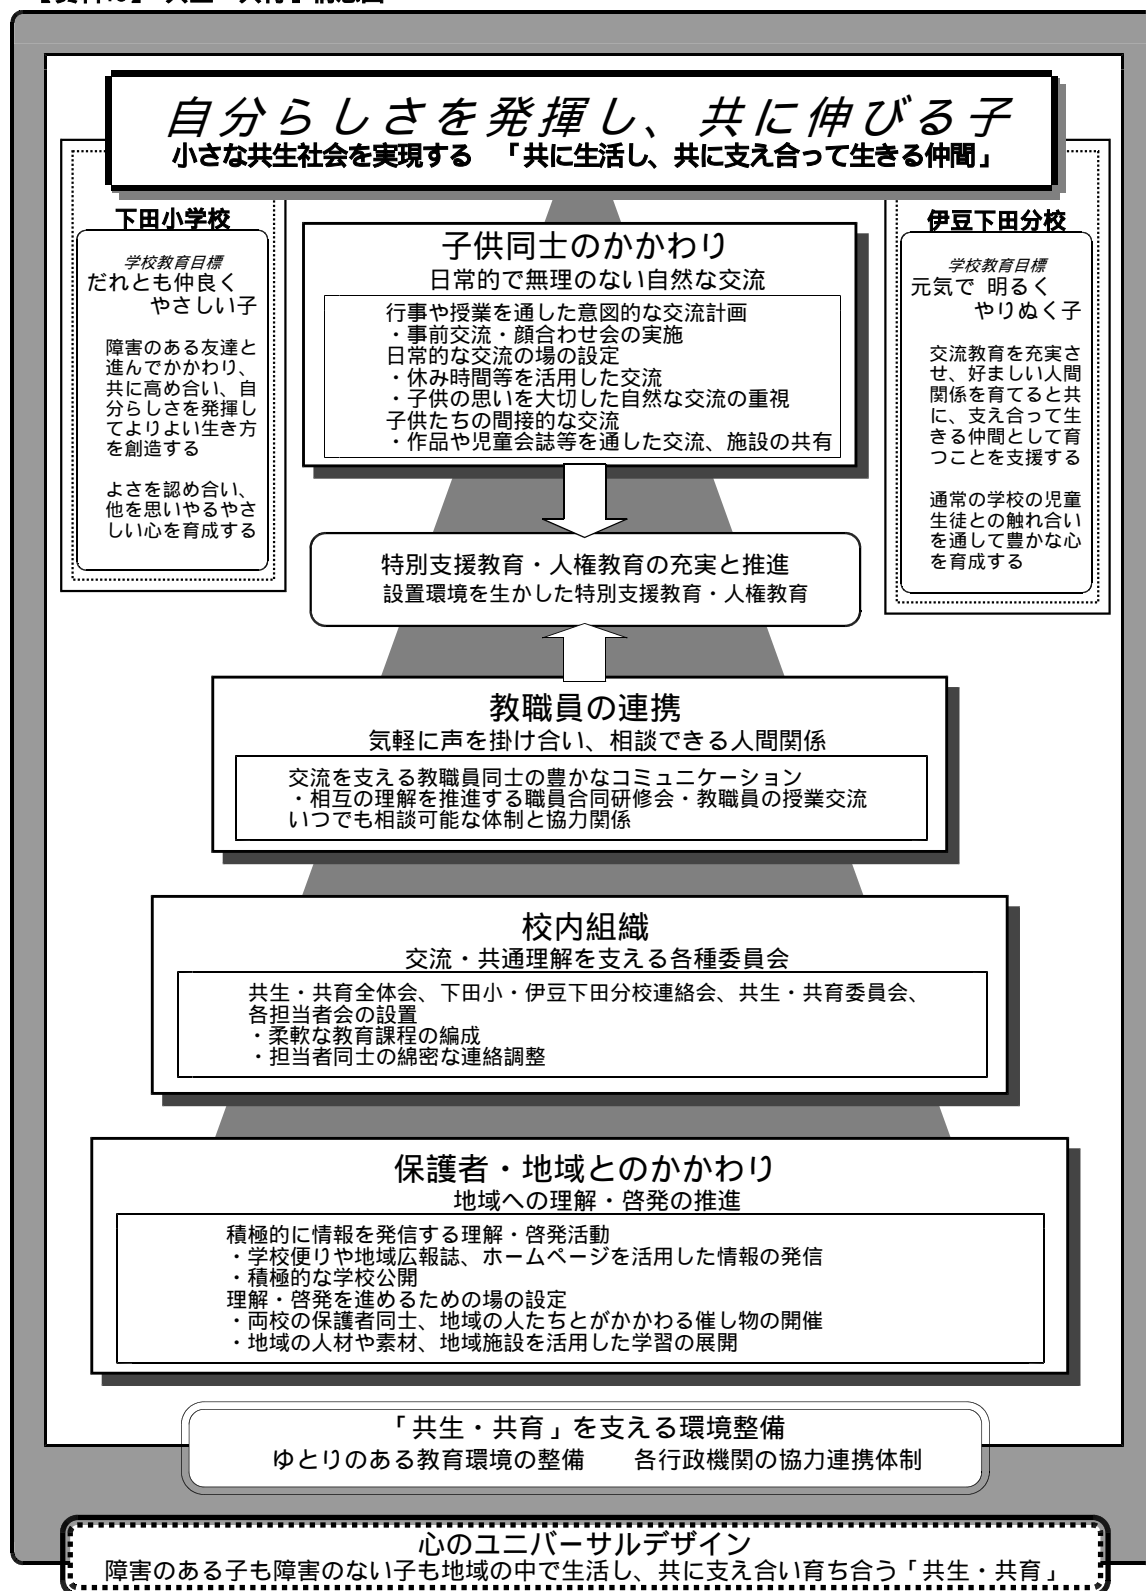 自分らしさを発揮し、共に伸びる子
小さな共生社会を実現する 「共に生活し、共に支え合って生きる仲間」
下田小学校
学校教育目標
だれとも仲良く
やさしい子
障害のある友達と
進んでかかわり、
共に高め合い、自
分らしさを発揮し
てよりよい生き方
を創造する
よさを認め合い、
他を思いやるやさ
しい心を育成する
子供同士のかかわり
日常的で無理のない自然な交流
行事や授業を通した意図的な交流計画
・事前交流・顔合わせ会の実施
日常的な交流の場の設定
・休み時間等を活用した交流
・子供の思いを大切した自然な交流の重視
子供たちの間接的な交流
・作品や児童会誌等を通した交流、施設の共有
伊豆下田分校
学校教育目標
元気で 明るく
やりぬく子
交流教育を充実さ
せ、好ましい人間
関係を育てると共
に、支え合って生
きる仲間として育
つことを支援する
通常の学校の児童
生徒との触れ合い
を通して豊かな心
を育成する
特別支援教育・人権教育の充実と推進
設置環境を生かした特別支援教育・人権教育
教職員の連携
気軽に声を掛け合い、相談できる人間関係
交流を支える教職員同士の豊かなコミュニケーション
・相互の理解を推進する職員合同研修会・教職員の授業交流
いつでも相談可能な体制と協力関係
校内組織
交流・共通理解を支える各種委員会
共生・共育全体会、下田小・伊豆下田分校連絡会、共生・共育委員会、
各担当者会の設置
・柔軟な教育課程の編成
・担当者同士の綿密な連絡調整
保護者・地域とのかかわり
地域への理解・啓発の推進
積極的に情報を発信する理解・啓発活動
・学校便りや地域広報誌、ホームページを活用した情報の発信
・積極的な学校公開
理解・啓発を進めるための場の設定
・両校の保護者同士、地域の人たちとがかかわる催し物の開催
・地域の人材や素材、地域施設を活用した学習の展開
「共生・共育」を支える環境整備
ゆとりのある教育環境の整備 各行政機関の協力連携体制
心のユニバーサルデザイン
障害のある子も障害のない子も地域の中で生活し、共に支え合い育ち合う「共生・共育」